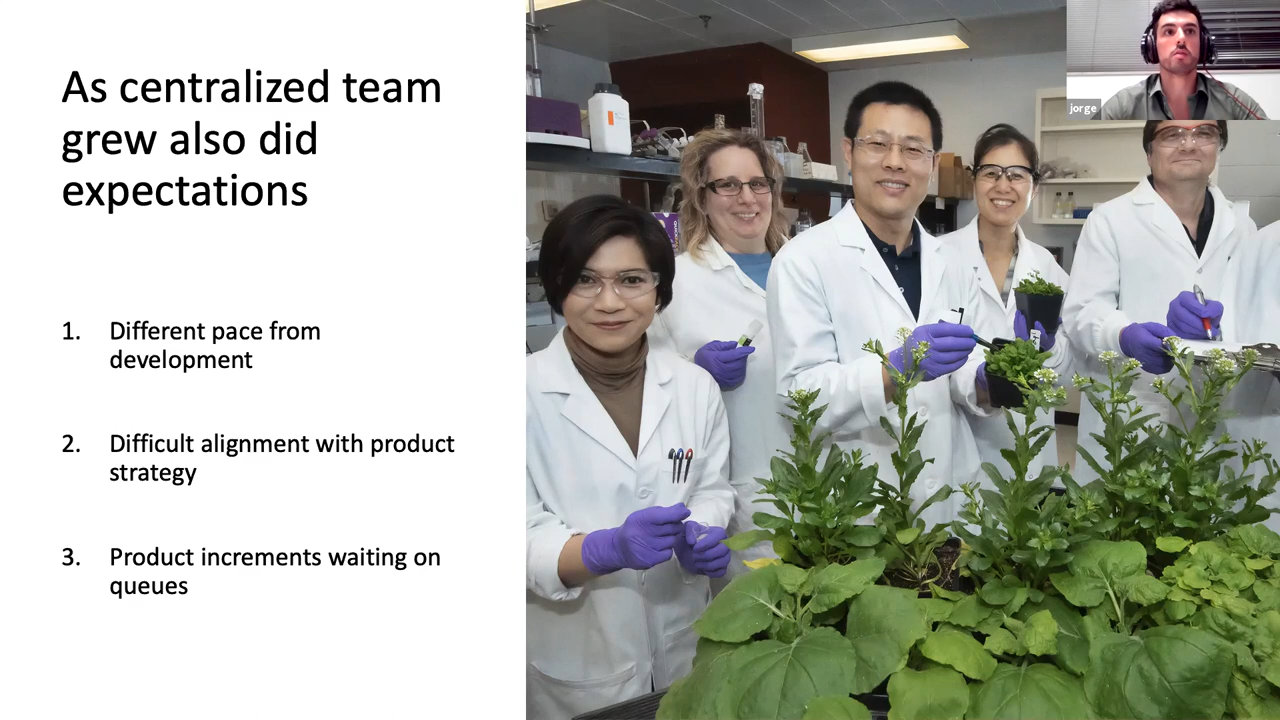 As centralized team
grew also did
expectations
1. Different pace from
development
2. Difficult alignment with product
strategy
3. Product increments waiting on
queues
jorge